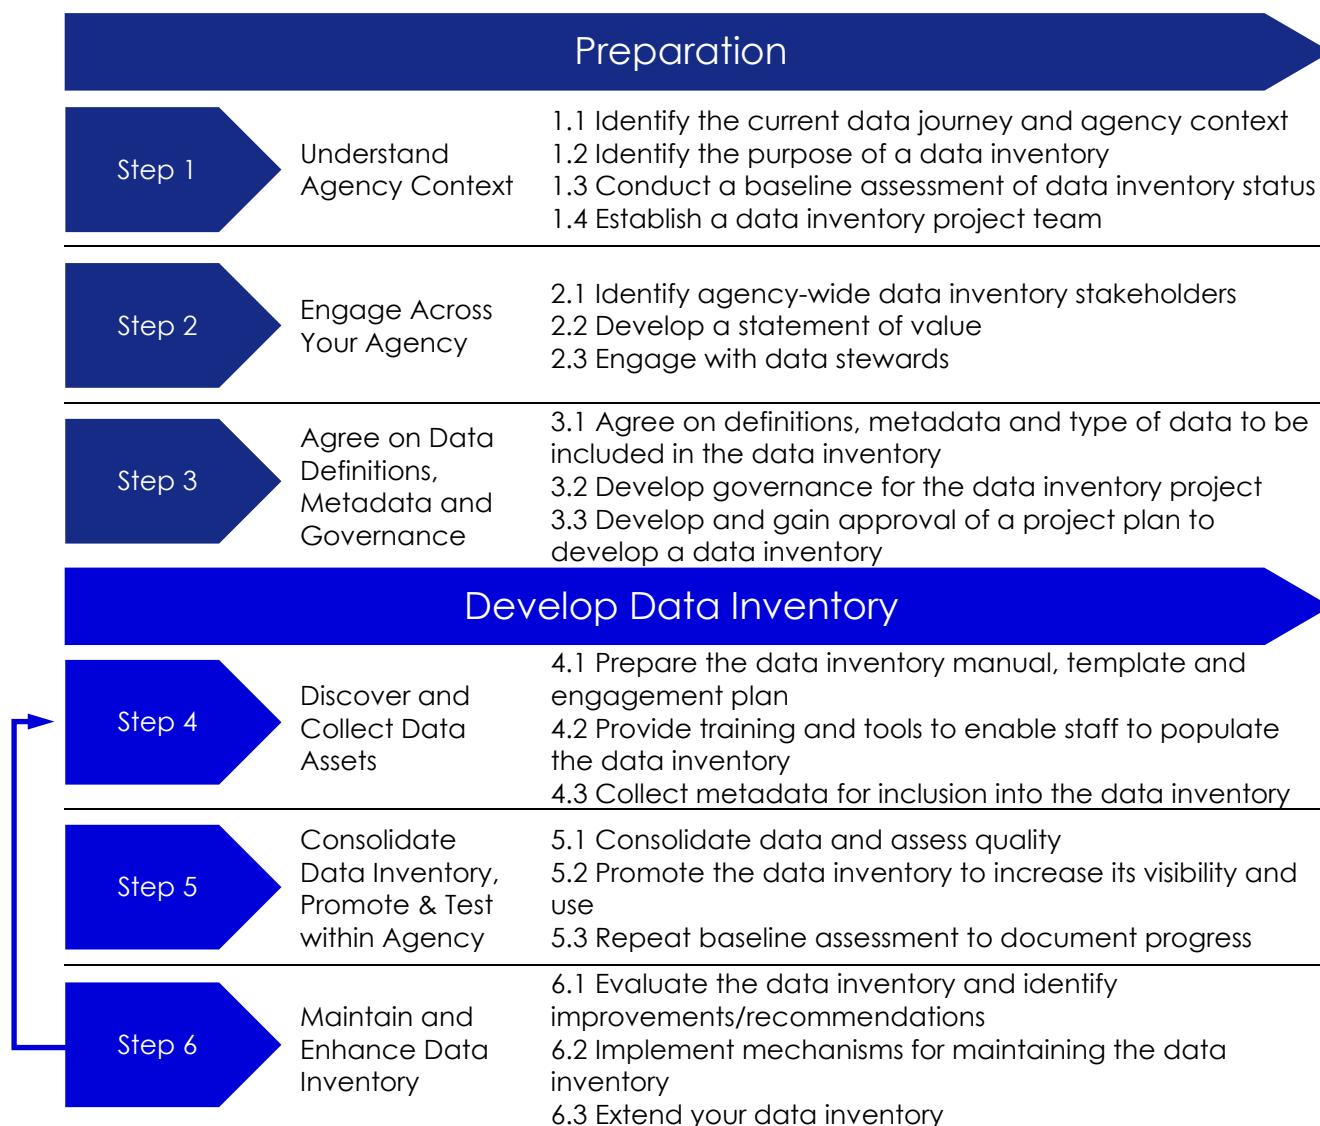 Preparation
Step 1
Understand
Agency Context
1.1 Identify the current data journey and agency context
1.2 Identify the purpose of a data inventory
1.3 Conduct a baseline assessment of data inventory status
1.4 Establish a data inventory project team
Step 2
Engage Across
Your Agency
2.1 Identify agency-wide data inventory stakeholders
2.2 Develop a statement of value
2.3 Engage with data stewards
Step 3
Agree on Data
Definitions,
Metadata and
Governance
3.1 Agree on definitions, metadata and type of data to be
included in the data inventory
3.2 Develop governance for the data inventory project
3.3 Develop and gain approval of a project plan to
develop a data inventory
Develop Data Inventory
Step 4
Discover and
Collect Data
Assets
4.1 Prepare the data inventory manual, template and
engagement plan
4.2 Provide training and tools to enable staff to populate
the data inventory
4.3 Collect metadata for inclusion into the data inventory
Step 5
Consolidate
Data Inventory,
Promote & Test
within Agency
5.1 Consolidate data and assess quality
5.2 Promote the data inventory to increase its visibility and
use
5.3 Repeat baseline assessment to document progress
Step 6
Maintain and
Enhance Data
Inventory
6.1 Evaluate the data inventory and identify
improvements/recommendations
6.2 Implement mechanisms for maintaining the data
inventory
6.3 Extend your data inventory